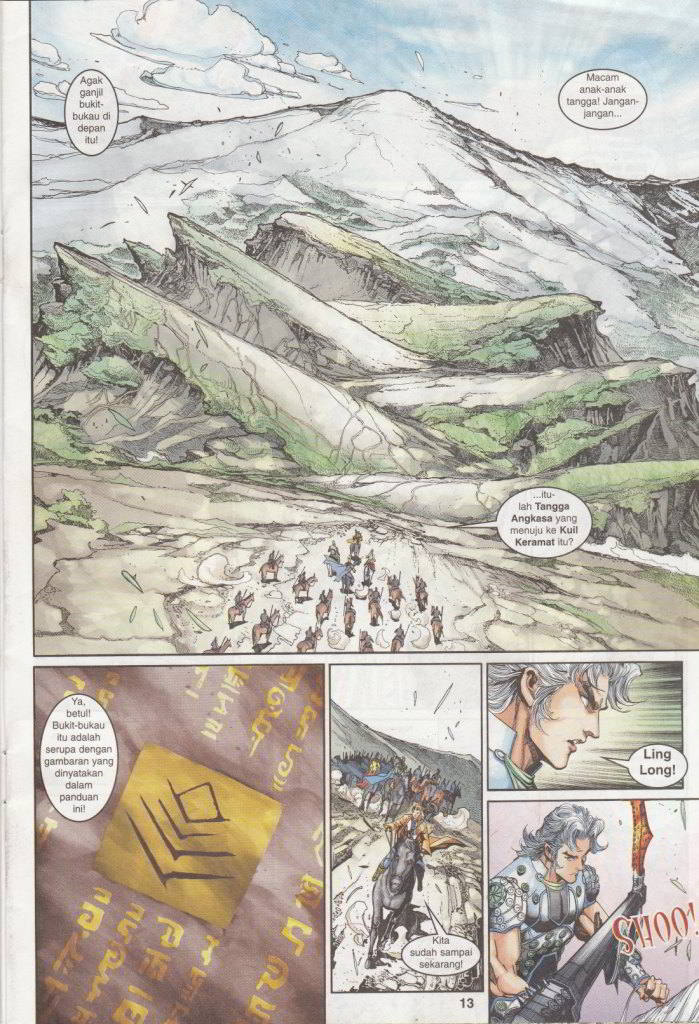 Agak
ganjil
bukit-
bukau di
depan
itu!
Macam
anak-anak
tangga! Jangan-
jangan...
...itu-
lah Tangga
Angkasa yang
menuju ke Kuil
Keramat itu?
Ya,
betul!
Bukit-bukau
itu adalah
serupa dengan
gambaran yang
dinyatakan
dalam
panduan
ini!
Kita
sudah sampai
sekarang!
Ling
Long!
13